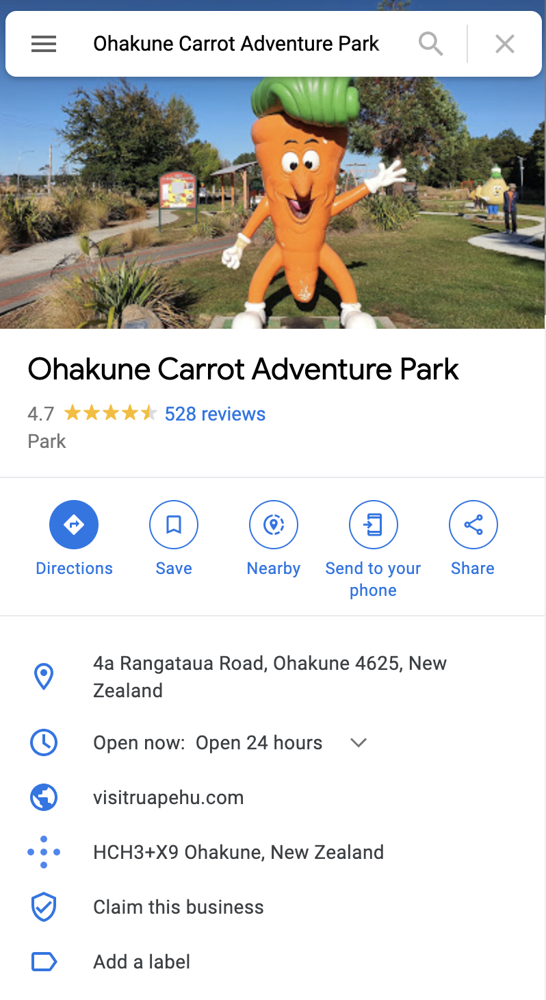 Ohakune Carrot Adventure Park
Ohakune Carrot Adventure Park
4.7 528 reviews
Park
Directions
Save
Nearby
Send to your
phone
Share
4a Rangataua Road, Ohakune 4625, New
Zealand
Open now: Open 24 hours
visitruapehu.com
HCH3+X9 Ohakune, New Zealand
Claim this business
Add a label